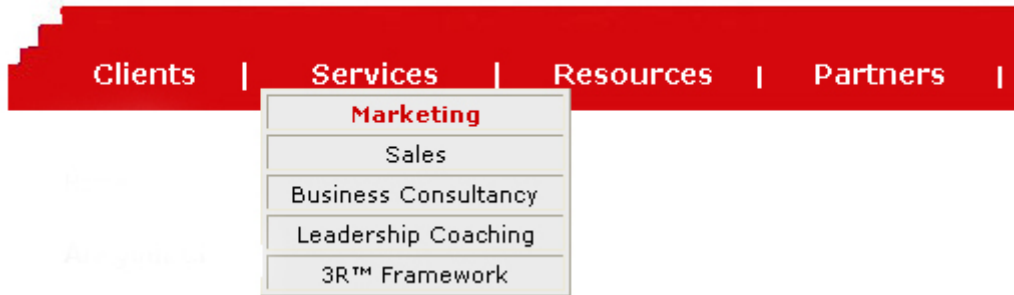 Clients | Services | Resources | Partners |
Marketing
Sales
Business Consultancy
Leadership Coaching
3R™ Framework